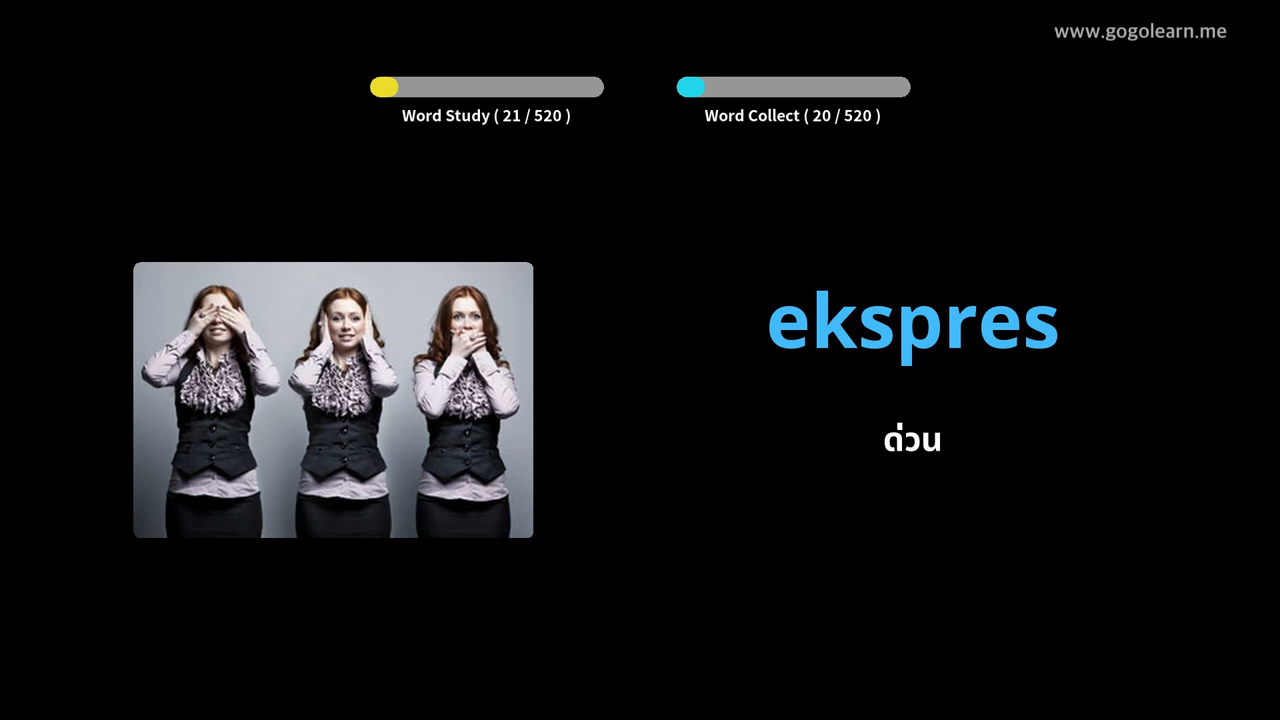 www.gogolearn.me
Word Study ( 21 / 520 )
Word Collect ( 20 / 520 )
ekspres
ด่วน